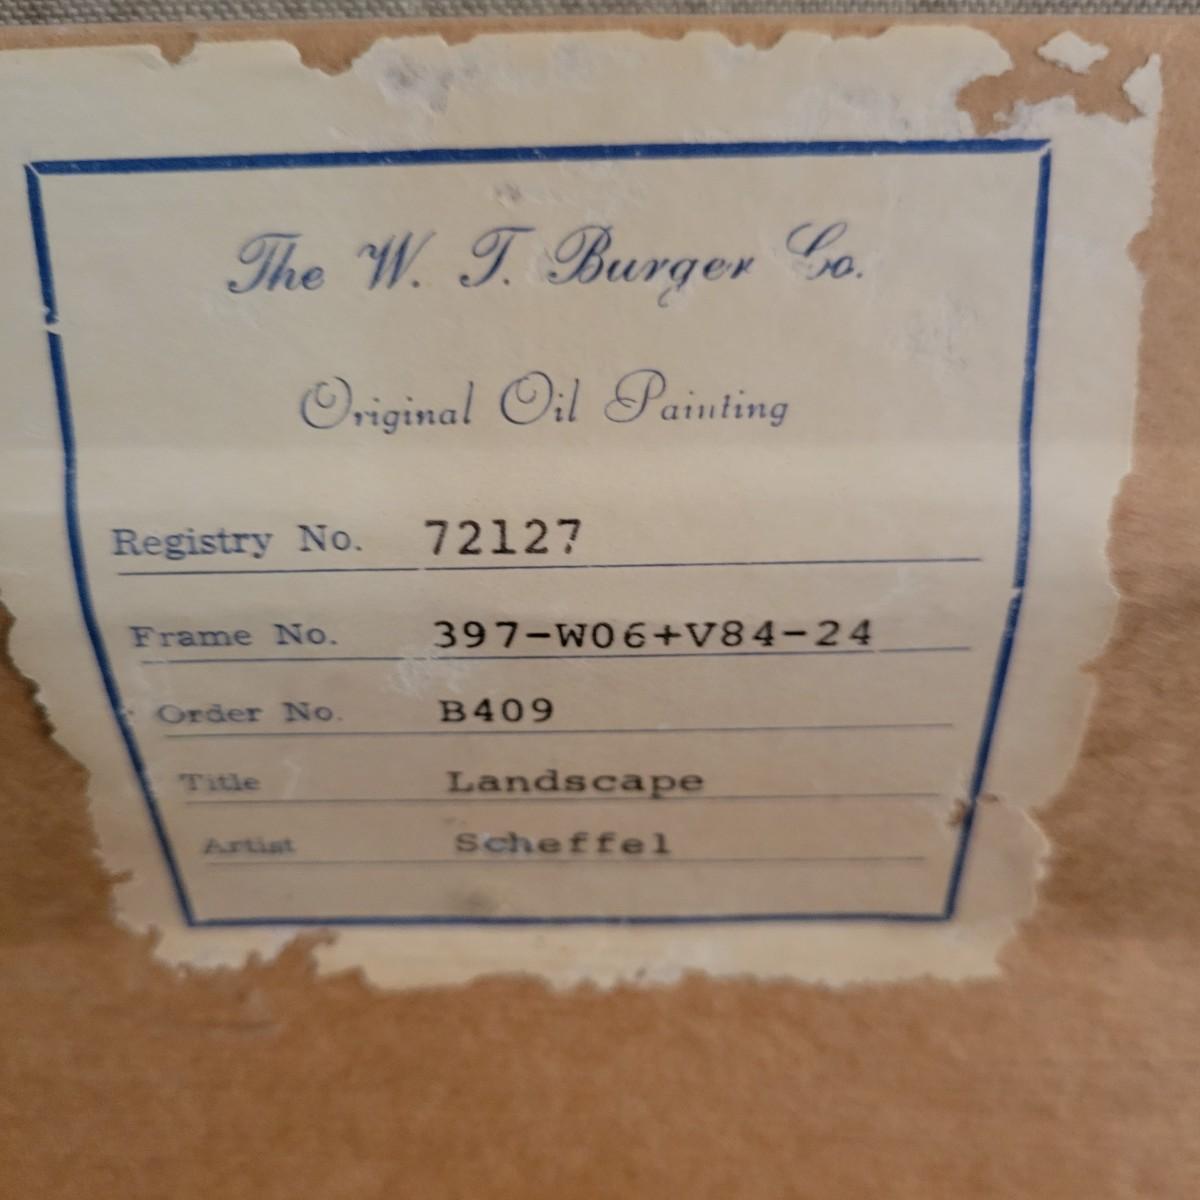 The W. T. Burger Co.
Original Oil Painting
Registry No. 72127
Frame No. 397-W06+V84-24
Order No. B409
Title Landscape
Artist Scheffel